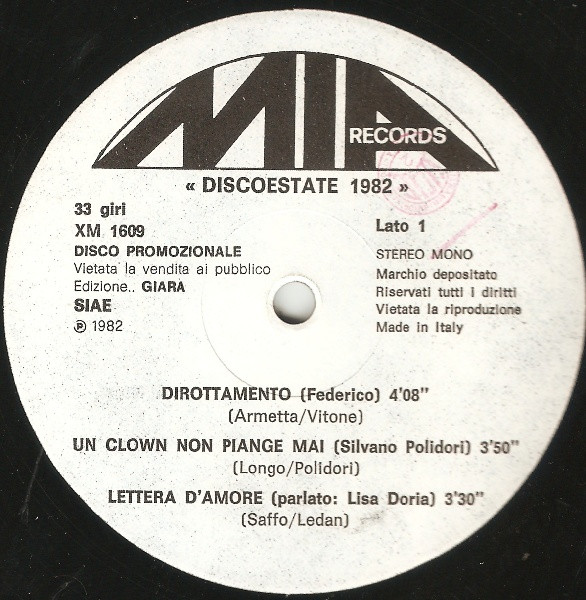 MIA
RECORDS
« DISCOESTATE 1982 »
33 giri
XM 1609
DISCO PROMOZIONALE
Vietata la vendita ai pubblico
Edizione.. GIARA
SIAE
℗ 1982
Lato 1
STEREO MONO
Marchio depositato
Riservati tutti i diritti
Vietata la riproduzione
Made in Italy
DIROTTAMENTO (Federico) 4'08"
(Armetta/Vitone)
UN CLOWN NON PIANGE MAI (Silvano Polidori) 3'50"
(Longo/Polidori)
LETTERA D'AMORE (parlato: Lisa Doria) 3'30"
(Saffo/Ledan)